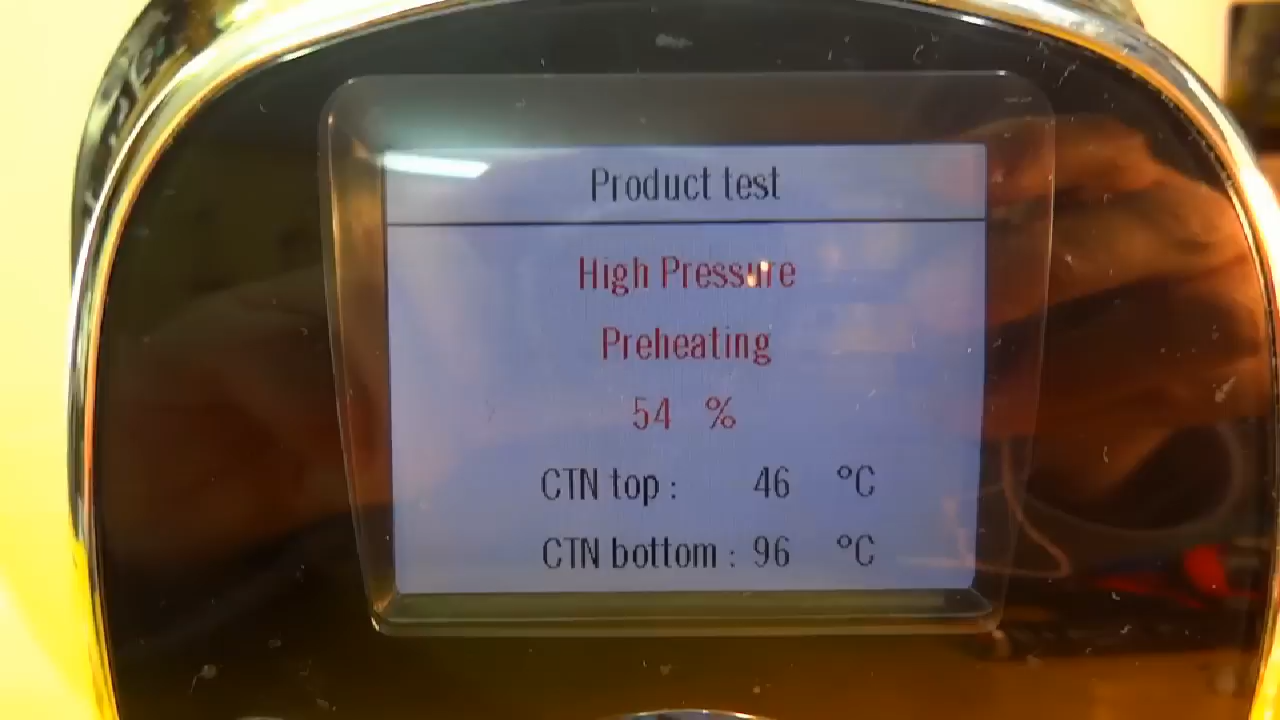 Product test
High Pressure
Preheating
54 %
CTN top : 46 °C
CTN bottom : 96 °C